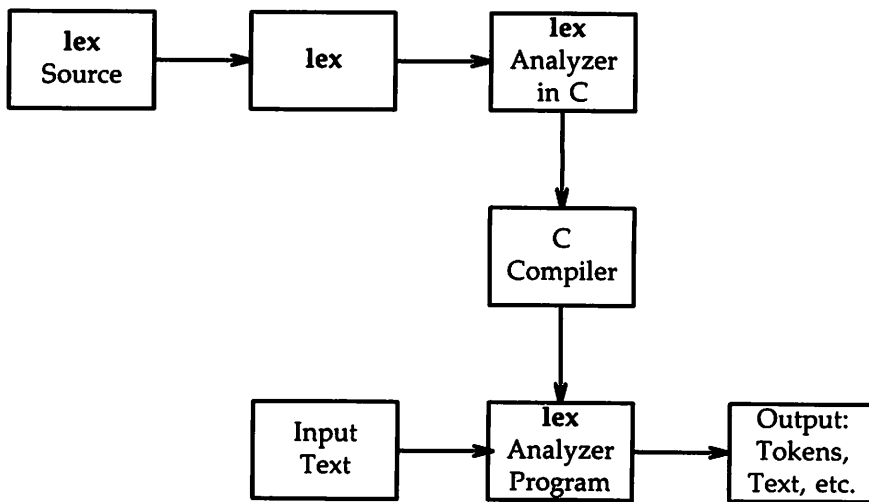 lex
Source
lex
lex
Analyzer
in C
C
Compiler
Input
Text
lex
Analyzer
Program
Output:
Tokens,
Text, etc.